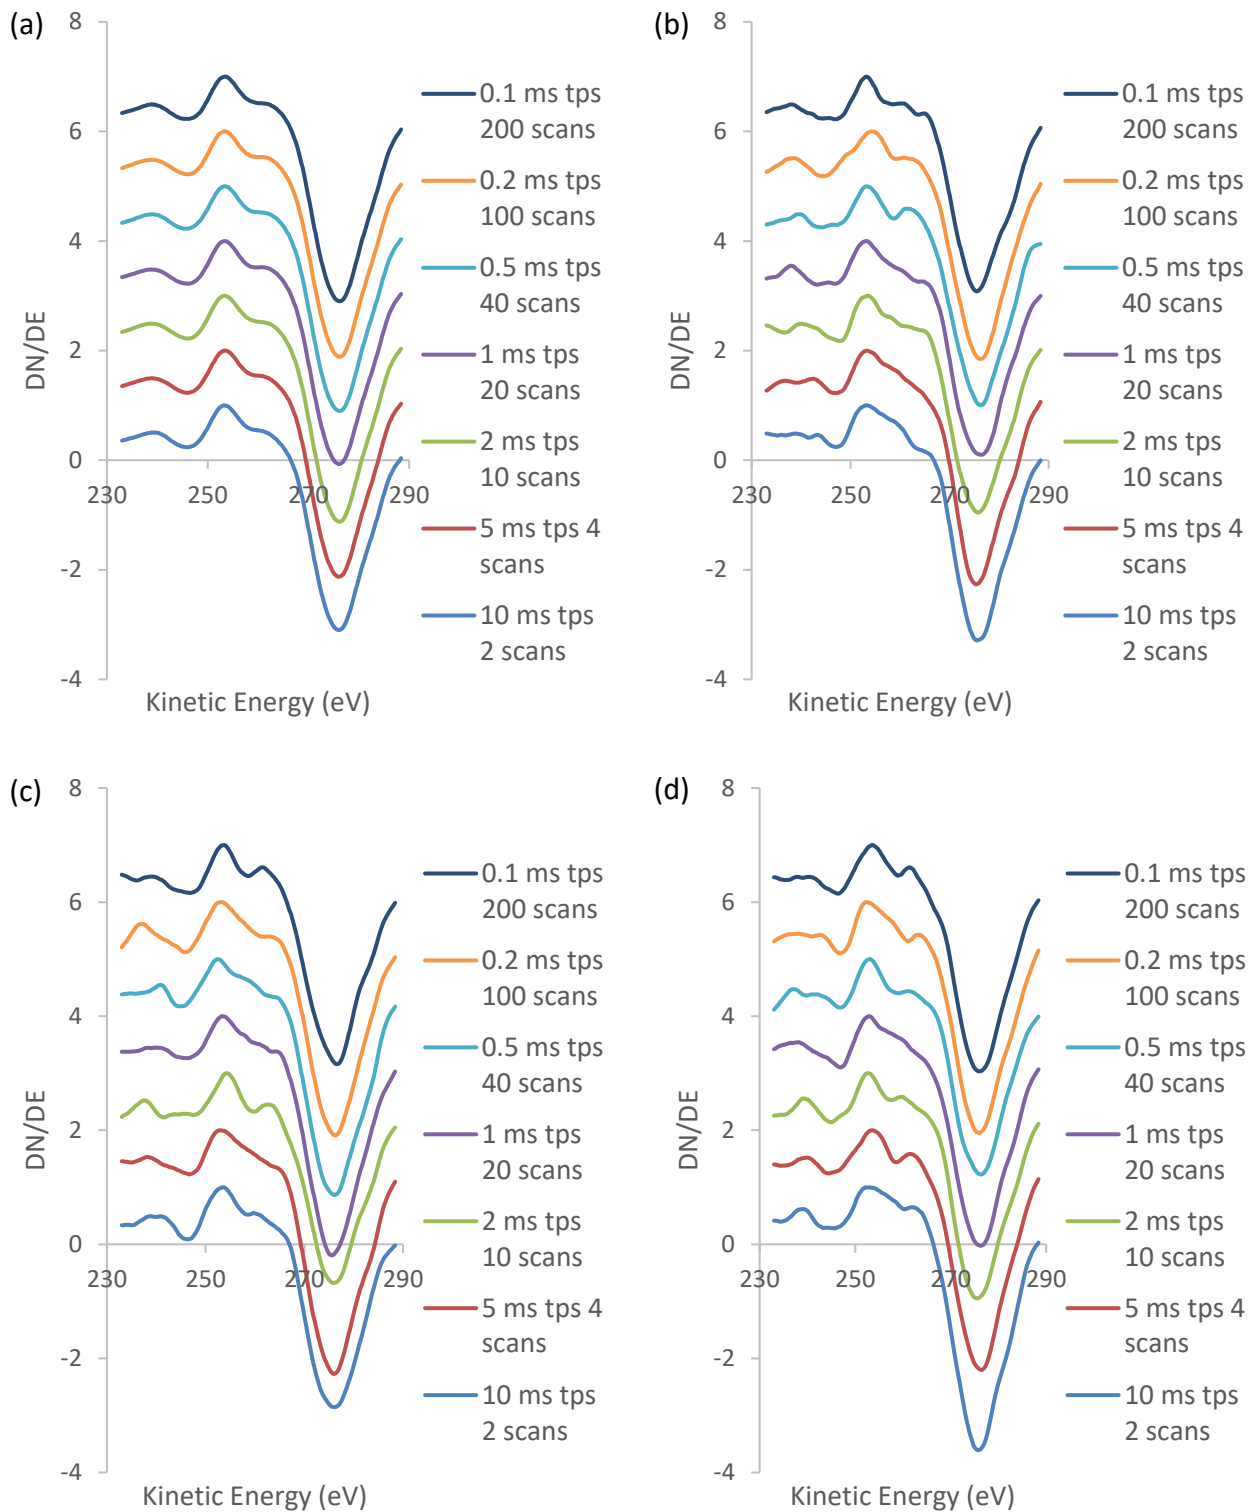 (a)
8
6
4
2
0
-2
-4
230
250
270
290
DN/DE
Kinetic Energy (eV)
0.1 ms tps
200 scans
0.2 ms tps
100 scans
0.5 ms tps
40 scans
1 ms tps
20 scans
2 ms tps
10 scans
5 ms tps 4
scans
10 ms tps
2 scans
(b)
8
6
4
2
0
-2
-4
230
250
270
290
DN/DE
Kinetic Energy (eV)
0.1 ms tps
200 scans
0.2 ms tps
100 scans
0.5 ms tps
40 scans
1 ms tps
20 scans
2 ms tps
10 scans
5 ms tps 4
scans
10 ms tps
2 scans
(c)
8
6
4
2
0
-2
-4
230
250
270
290
DN/DE
Kinetic Energy (eV)
0.1 ms tps
200 scans
0.2 ms tps
100 scans
0.5 ms tps
40 scans
1 ms tps
20 scans
2 ms tps
10 scans
5 ms tps 4
scans
10 ms tps
2 scans
(d)
8
6
4
2
0
-2
-4
230
250
270
290
DN/DE
Kinetic Energy (eV)
0.1 ms tps
200 scans
0.2 ms tps
100 scans
0.5 ms tps
40 scans
1 ms tps
20 scans
2 ms tps
10 scans
5 ms tps 4
scans
10 ms tps
2 scans